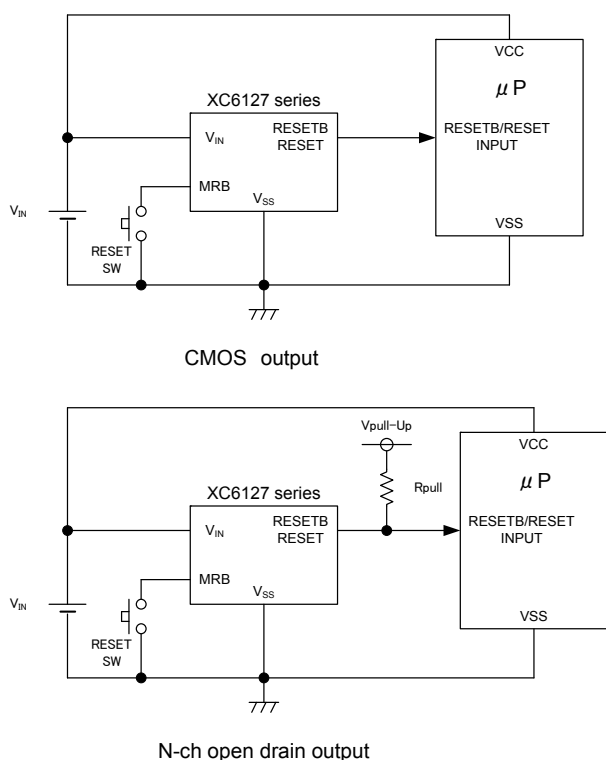 VCC
μP
XC6127 series
VIN
RESETB
RESET
RESETB/RESET
INPUT
MRB
VSS
VIN
RESET
SW
VSS
CMOS output
Vpull-Up
VCC
Rpull
μP
XC6127 series
VIN
RESETB
RESET
RESETB/RESET
INPUT
MRB
VSS
VIN
RESET
SW
VSS
N-ch open drain output